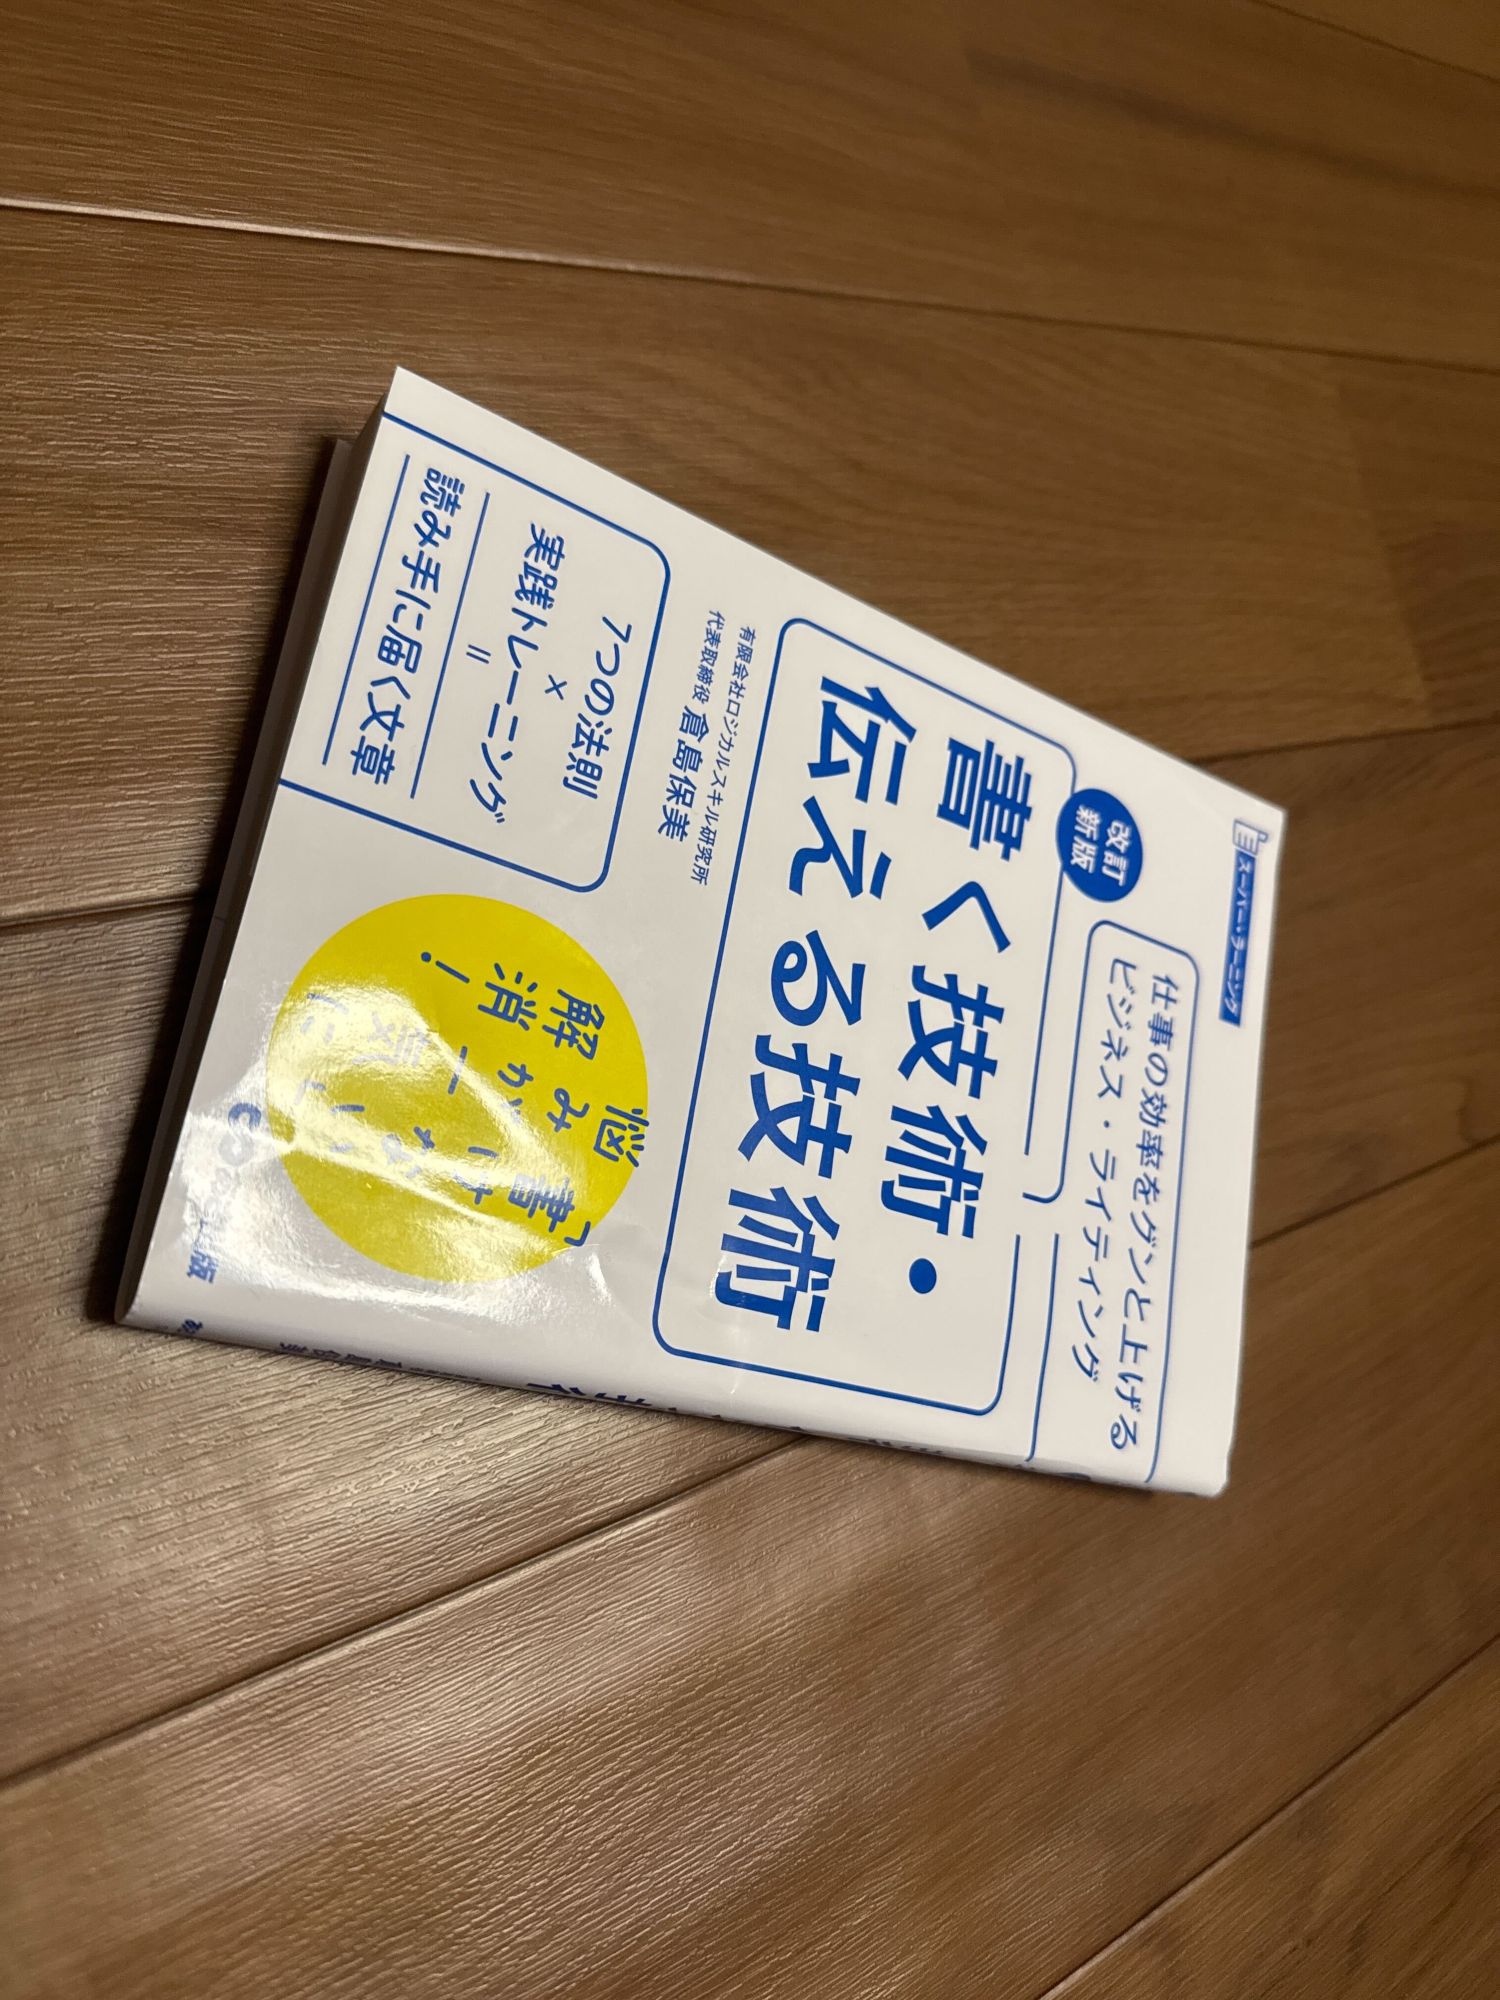 スーパー・ラーニング
仕事の効率をグンと上げる
ビジネス・ライティング
改訂
新版
書く技術・
伝える技術
有限会社ロジカルスキル研究所
代表取締役 倉島保美
7つの法則
×
実践トレーニング
=
読み手に届く文章
「書けない」
悩みが一気に
解消！
あさ出版